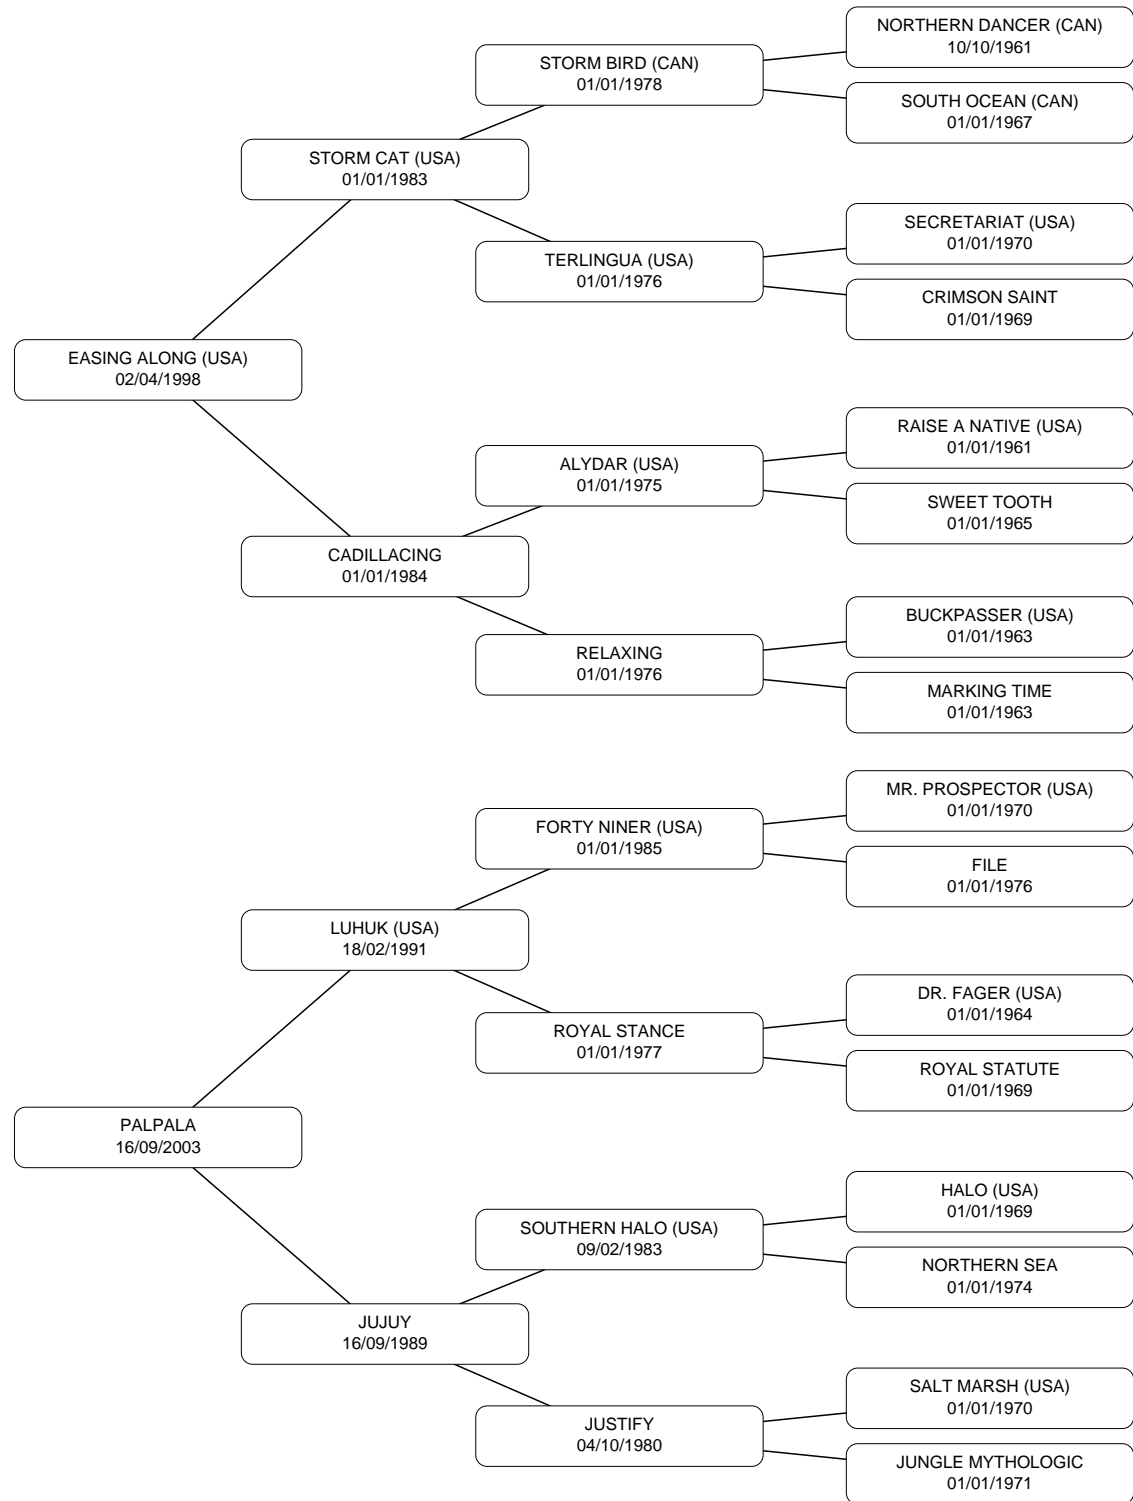 NORTHERN DANCER (CAN)
10/10/1961
STORM BIRD (CAN)
01/01/1978
SOUTH OCEAN (CAN)
01/01/1967
STORM CAT (USA)
01/01/1983
SECRETARIAT (USA)
01/01/1970
TERLINGUA (USA)
01/01/1976
CRIMSON SAINT
01/01/1969
EASING ALONG (USA)
02/04/1998
RAISE A NATIVE (USA)
01/01/1961
ALYDAR (USA)
01/01/1975
SWEET TOOTH
01/01/1965
CADILLACING
01/01/1984
BUCKPASSER (USA)
01/01/1963
RELAXING
01/01/1976
MARKING TIME
01/01/1963
MR. PROSPECTOR (USA)
01/01/1970
FORTY NINER (USA)
01/01/1985
FILE
01/01/1976
LUHUK (USA)
18/02/1991
DR. FAGER (USA)
01/01/1964
ROYAL STANCE
01/01/1977
ROYAL STATUTE
01/01/1969
PALPALA
16/09/2003
HALO (USA)
01/01/1969
SOUTHERN HALO (USA)
09/02/1983
NORTHERN SEA
01/01/1974
JUJUY
16/09/1989
SALT MARSH (USA)
01/01/1970
JUSTIFY
04/10/1980
JUNGLE MYTHOLOGIC
01/01/1971